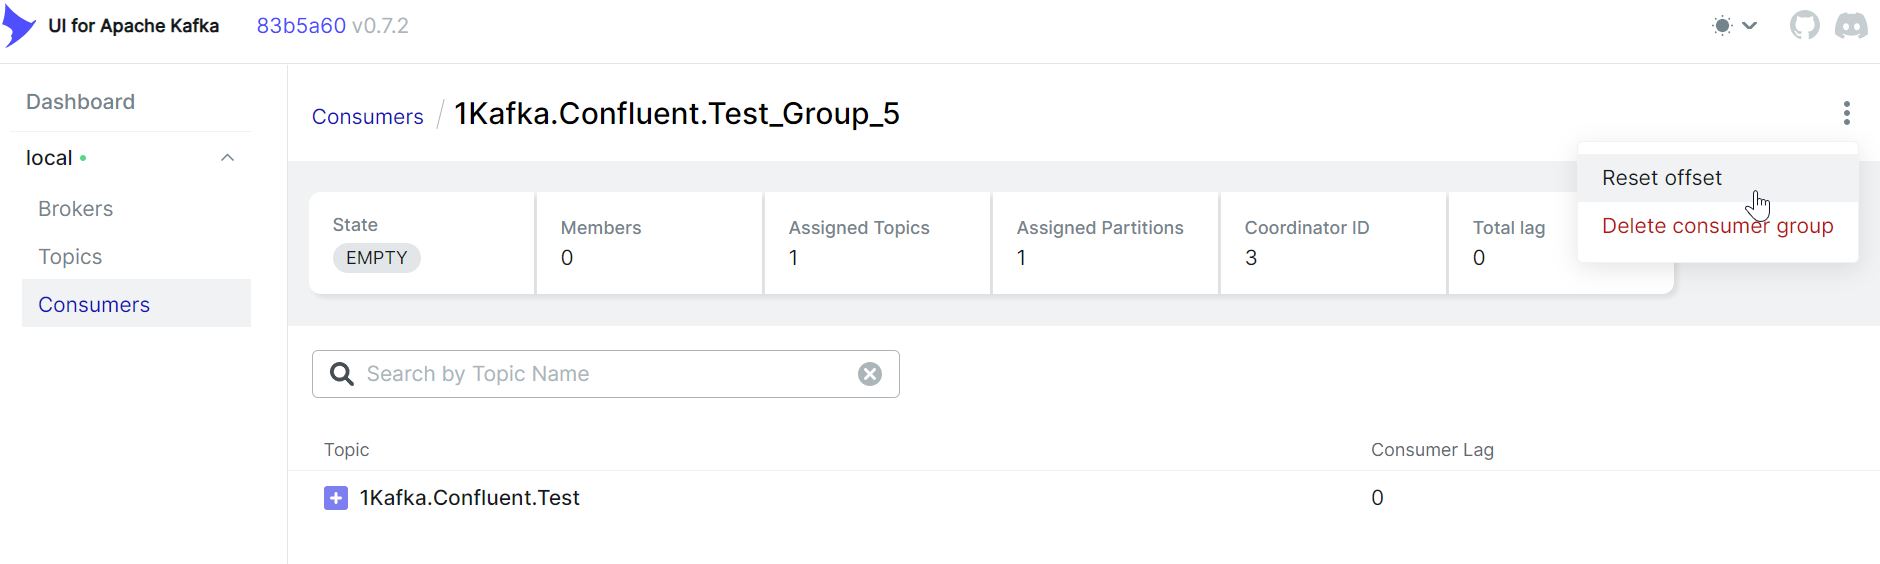 UI for Apache Kafka 83b5a60 v0.7.2
Dashboard
local
Brokers
Topics
Consumers
Consumers / 1Kafka.Confluent.Test_Group_5
Reset offset
Delete consumer group
State
EMPTY
Members
0
Assigned Topics
1
Assigned Partitions
1
Coordinator ID
3
Total lag
0
Search by Topic Name
Topic Consumer Lag
1Kafka.Confluent.Test 0